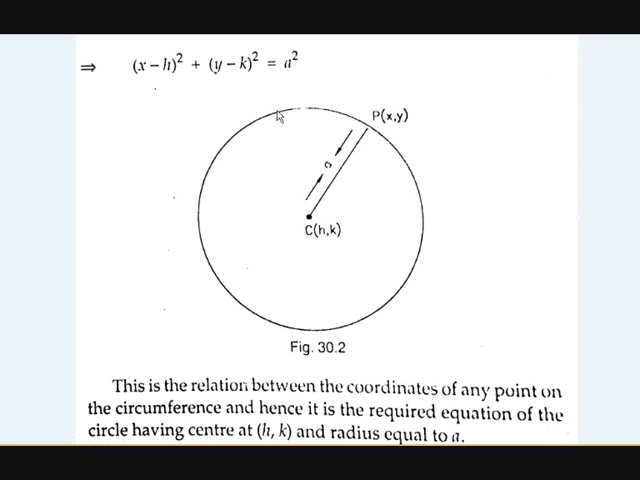 ⇒ (x – h)² + (y – k)² = a²
P(x,y)
a
C(h,k)
Fig. 30.2
This is the relation between the coordinates of any point on
the circumference and hence it is the required equation of the
circle having centre at (h, k) and radius equal to a.